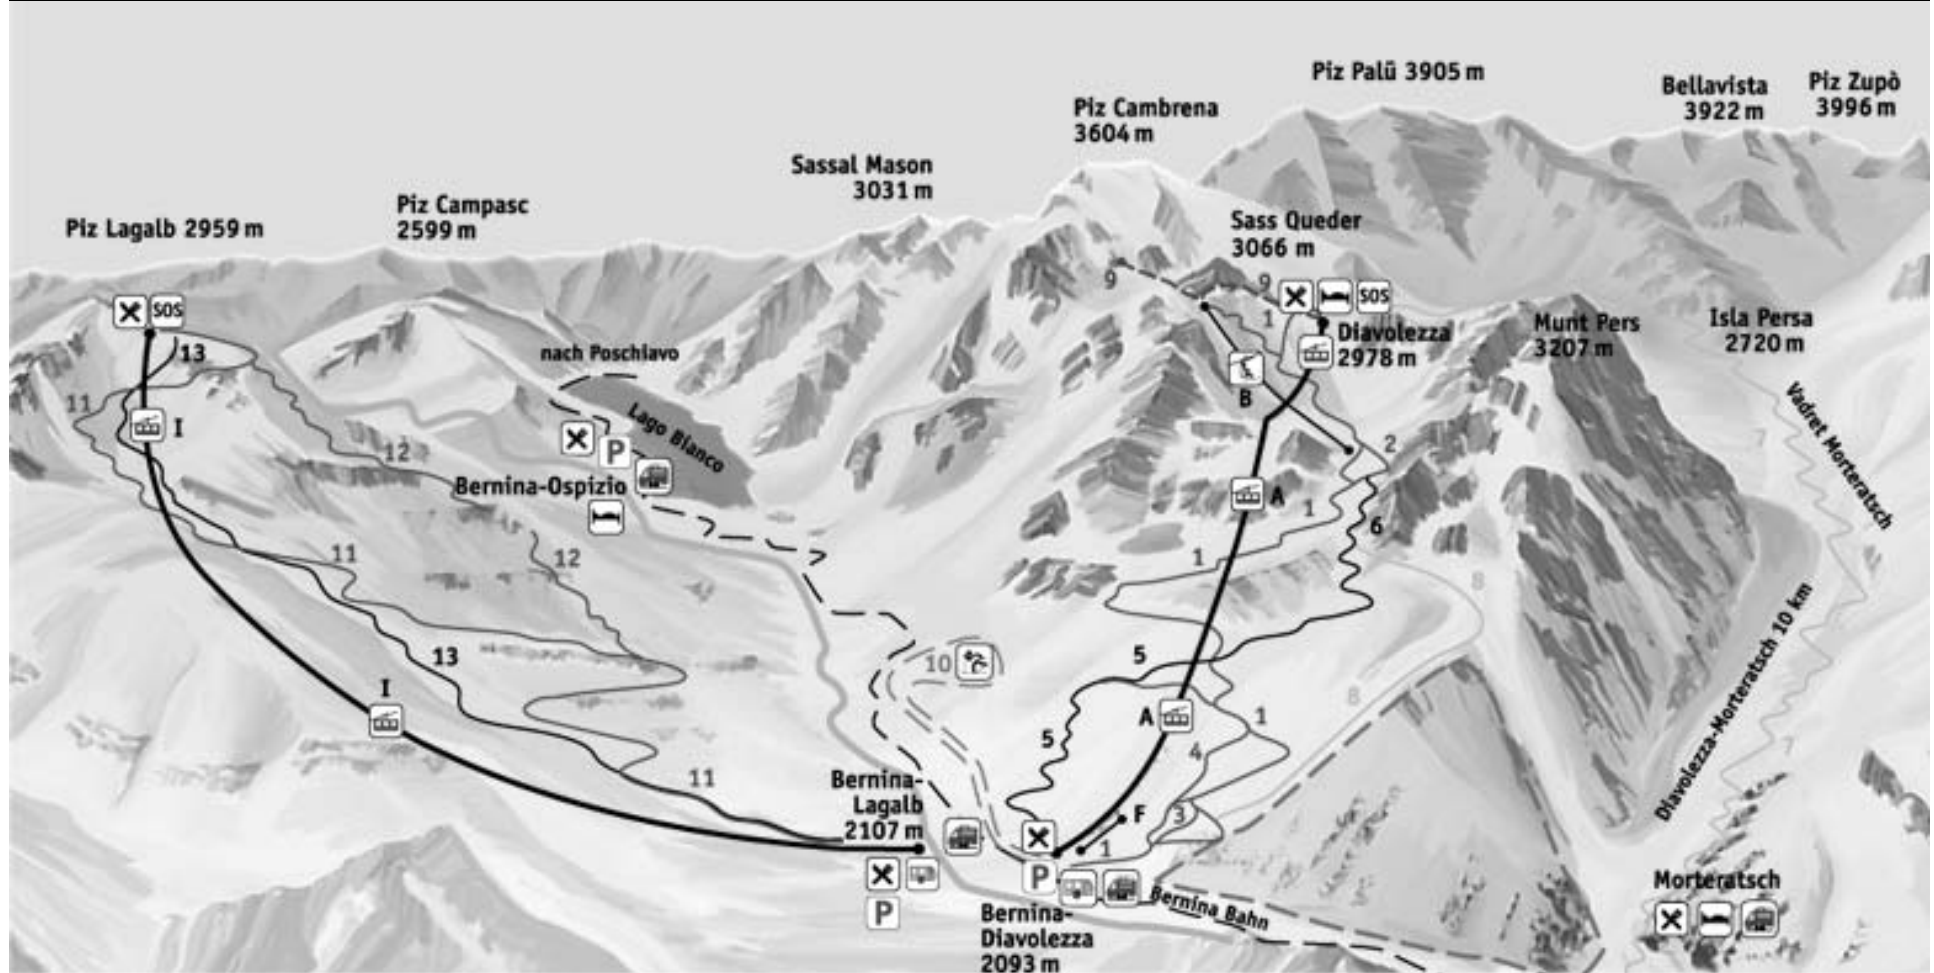 Piz Palü 3905 m
Bellavista
3922 m
Piz Zupò
3996 m
Piz Cambrena
3604 m
Sassal Mason
3031 m
Piz Campasc
2599 m
Piz Lagalb 2959 m
Sass Queder
3066 m
9
9
SOS
SOS
1
Diavolezza
2978 m
Munt Pers
3207 m
Isla Persa
2720 m
13
nach Poschiavo
Lago Bianco
11
I
12
P
B
2
7
Vadret Morteratsch
Bernina-Ospizio
A
1
6
11
12
1
8
Diavolezza-Morteratsch 10 km
13
10
5
8
I
A
1
5
4
7
11
Bernina-
Lagalb
2107 m
F
3
1
P
P
Bernina Bahn
Bernina-
Diavolezza
2093 m
Morteratsch